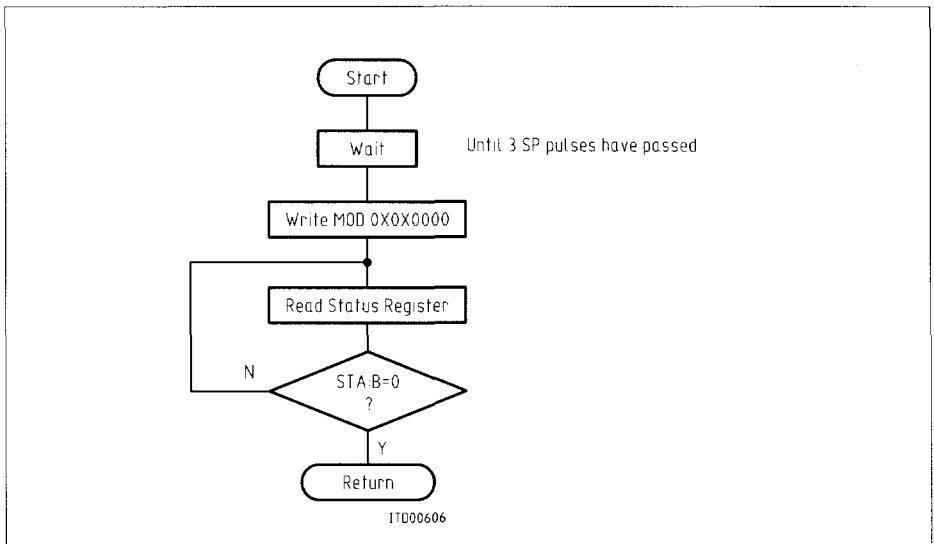 Start
Wait
Until 3 SP pulses have passed
Write MOD 0X0X0000
Read Status Register
N
STA:B=0
?
Y
Return
ITD00606